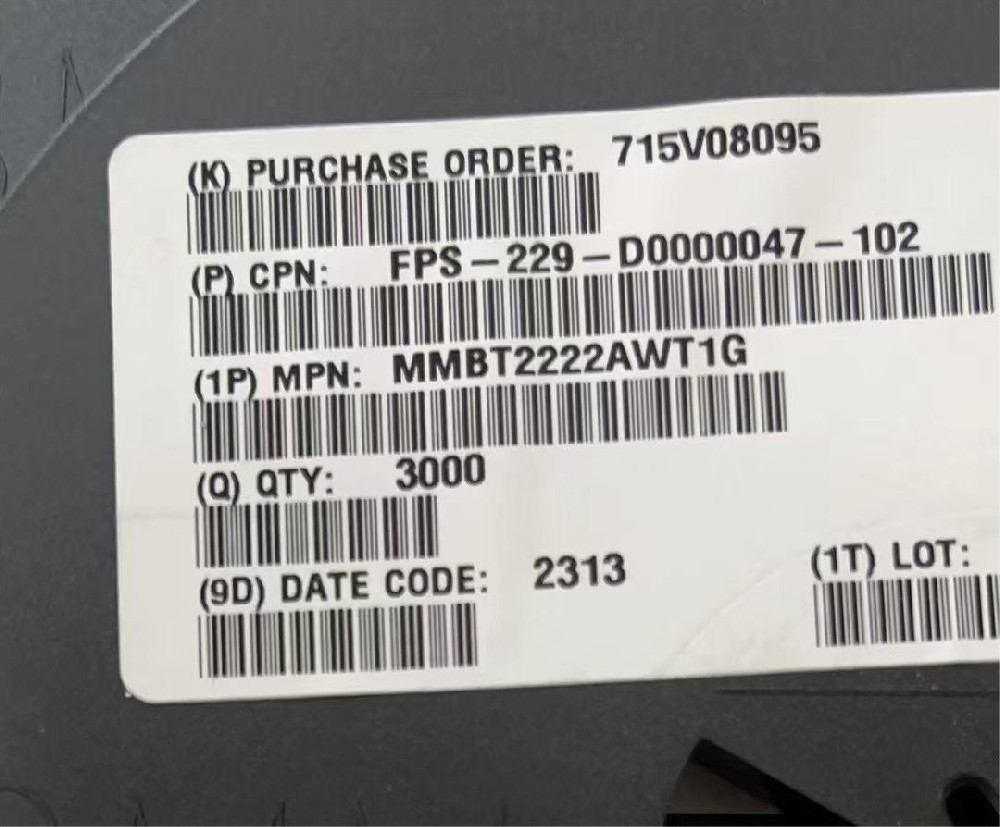 (K) PURCHASE ORDER: 715V08095
(P) CPN: FPS-229-D0000047-102
(1P) MPN: MMBT2222AWT1G
(Q) QTY: 3000
(9D) DATE CODE: 2313
(1T) LOT: